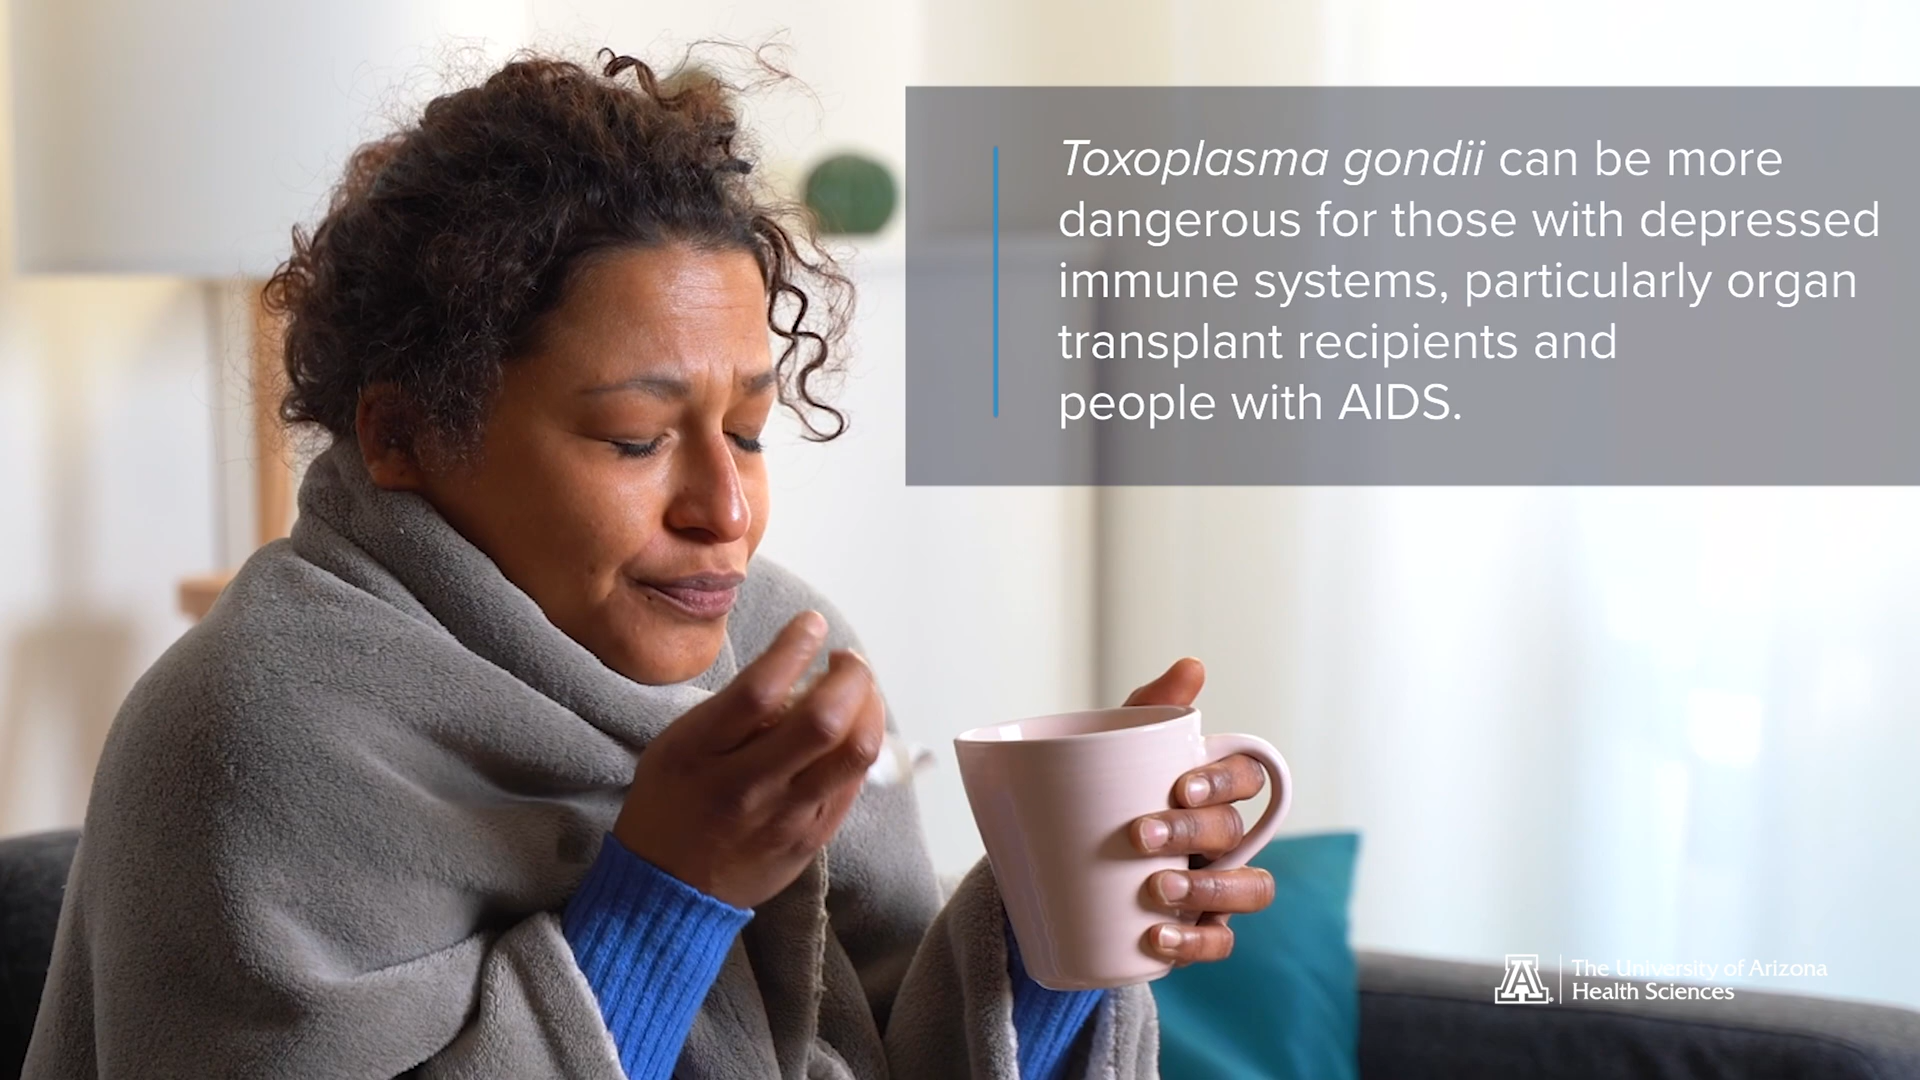 Toxoplasma gondii can be more
dangerous for those with depressed
immune systems, particularly organ
transplant recipients and
people with AIDS.
A
The University of Arizona
Health Sciences